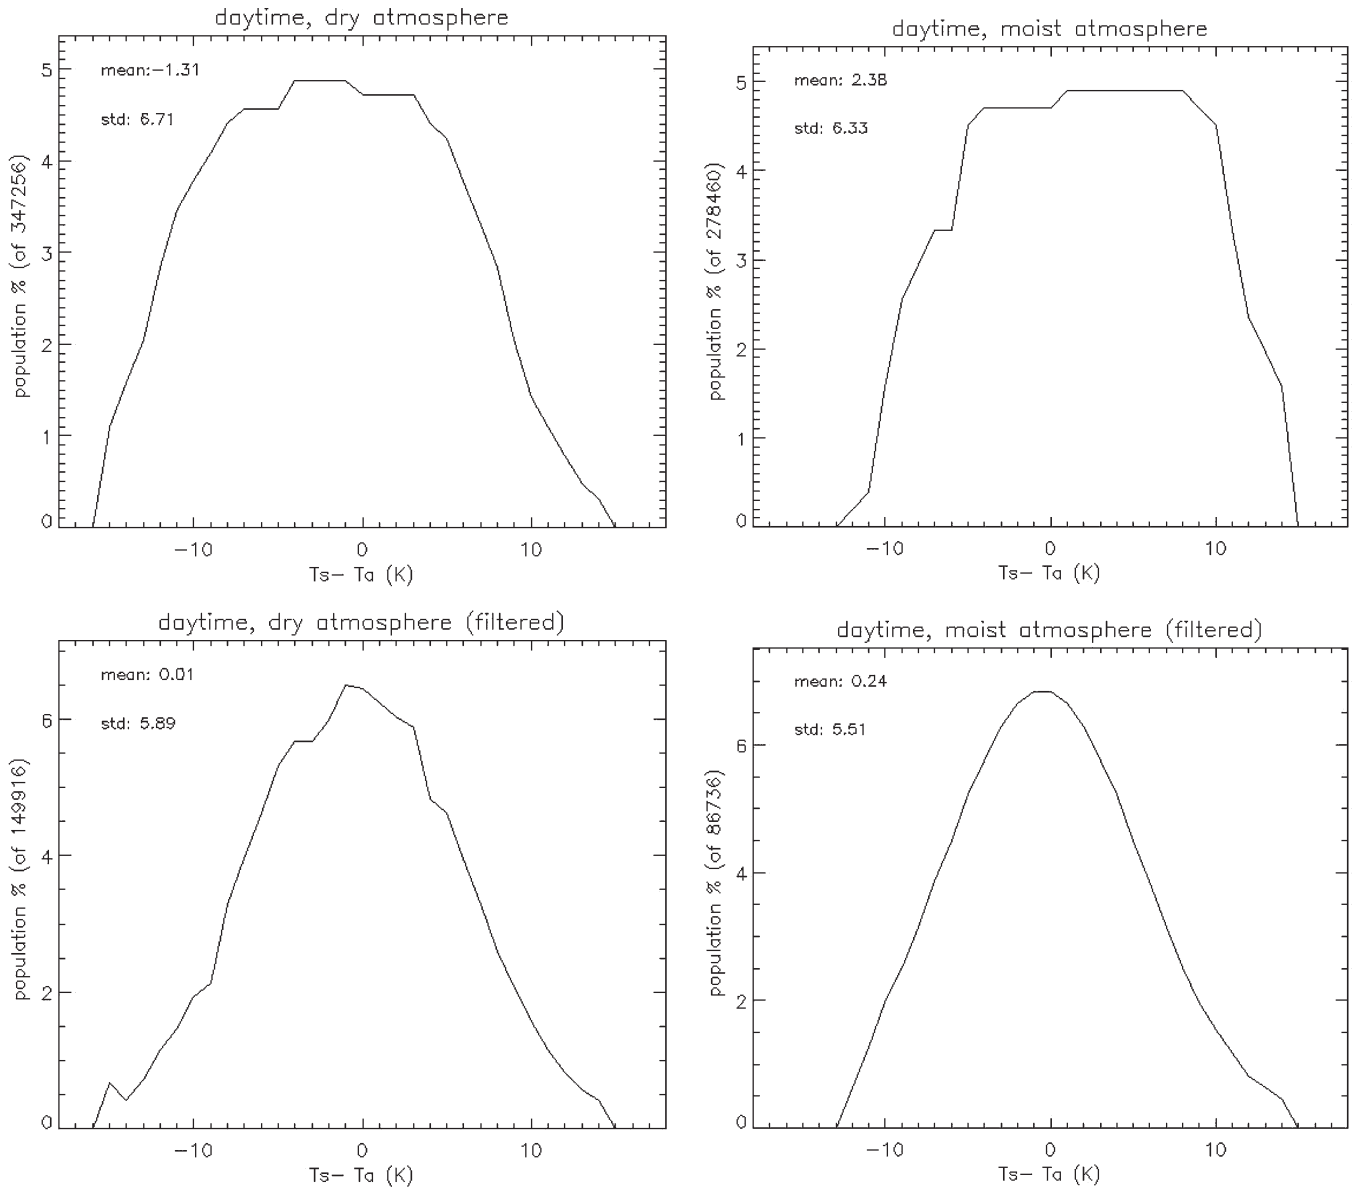 daytime, dry atmosphere
mean:-1.31
std: 6.71
population % (of 347256)
5
4
3
2
1
0
-10 0 10
Ts- Ta (K)
daytime, moist atmosphere
mean: 2.38
std: 6.33
population % (of 278460)
5
4
3
2
1
0
-10 0 10
Ts- Ta (K)
daytime, dry atmosphere (filtered)
mean: 0.01
std: 5.89
population % (of 149916)
6
4
2
0
-10 0 10
Ts- Ta (K)
daytime, moist atmosphere (filtered)
mean: 0.24
std: 5.51
population % (of 86736)
6
4
2
0
-10 0 10
Ts- Ta (K)